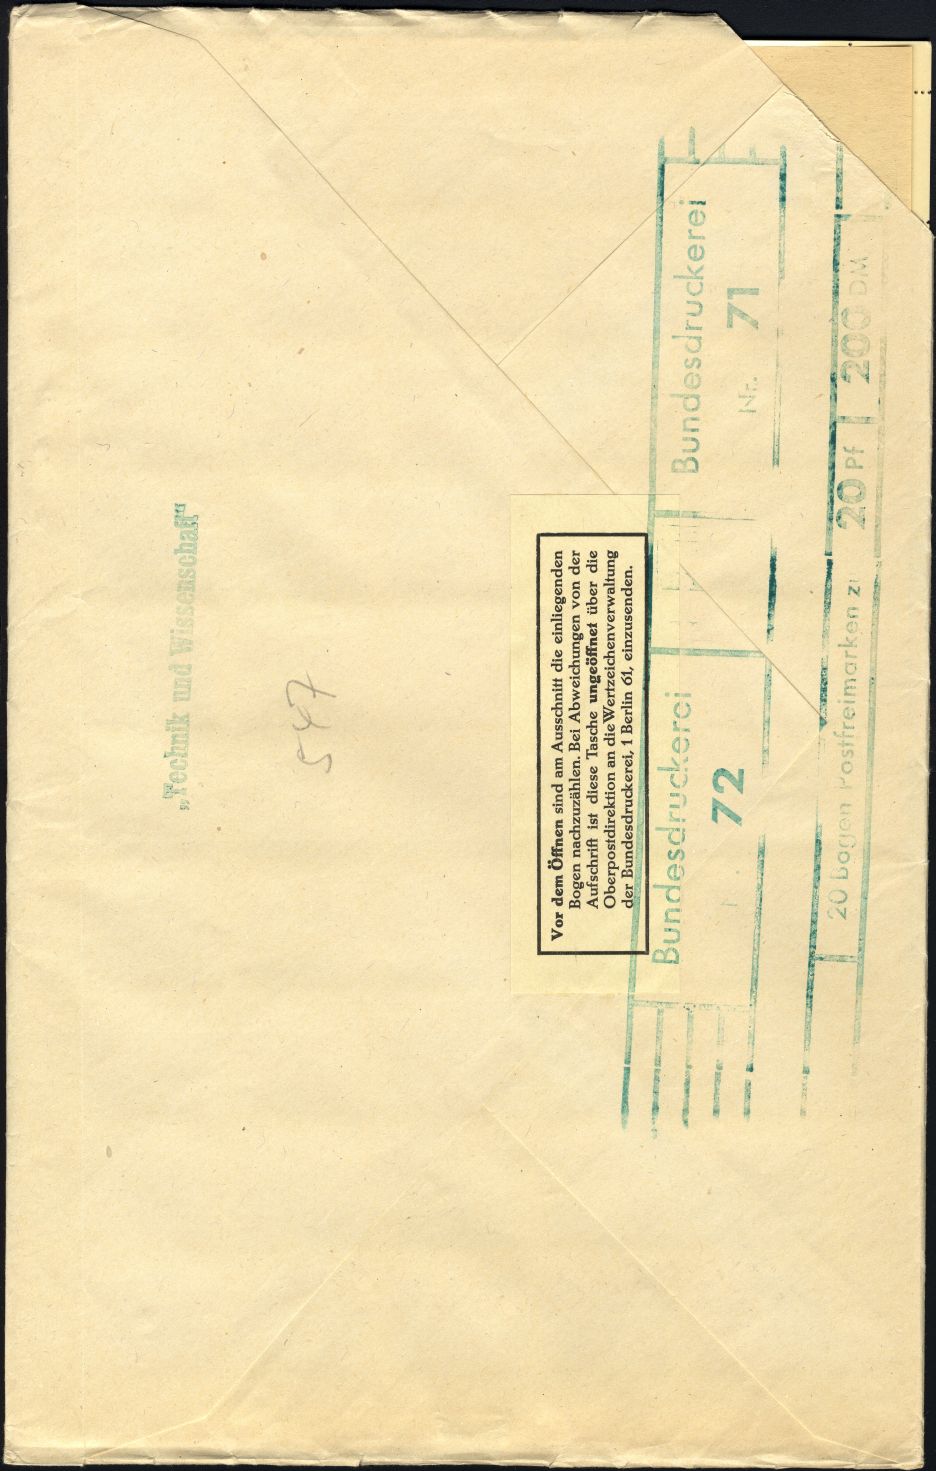 „Technik und Wissenschaft“
547
Vor dem Öffnen sind am Ausschnitt die einliegenden
Bogen nachzuzählen. Bei Abweichungen von der
Aufschrift ist diese Tasche ungeöffnet über die
Oberpostdirektion an die Wertzeichenverwaltung
der Bundesdruckerei, 1 Berlin 61, einzusenden.
Bundesdruckerei
72
Bundesdruckerei
Nr. 71
20 Bogen Postfreimarken zu 20 Pf 200 DM